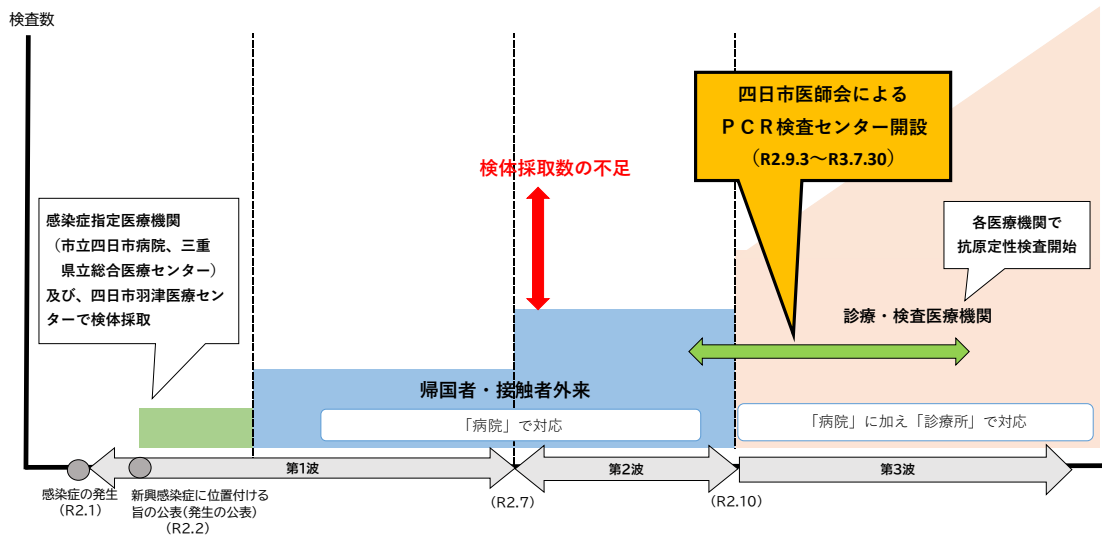 検査数
四日市医師会による
ＰＣＲ検査センター開設
（R2.9.3～R3.7.30）
検体採取数の不足
感染症指定医療機関
（市立四日市病院、三重
県立総合医療センター）
及び、四日市羽津医療セン
ターで検体採取
各医療機関で
抗原定性検査開始
診療・検査医療機関
帰国者・接触者外来
「病院」で対応
「病院」に加え「診療所」で対応
第1波
第2波
第3波
感染症の発生
（R2.1）
新興感染症に位置付ける
旨の公表(発生の公表)
（R2.2）
（R2.7）
（R2.10）